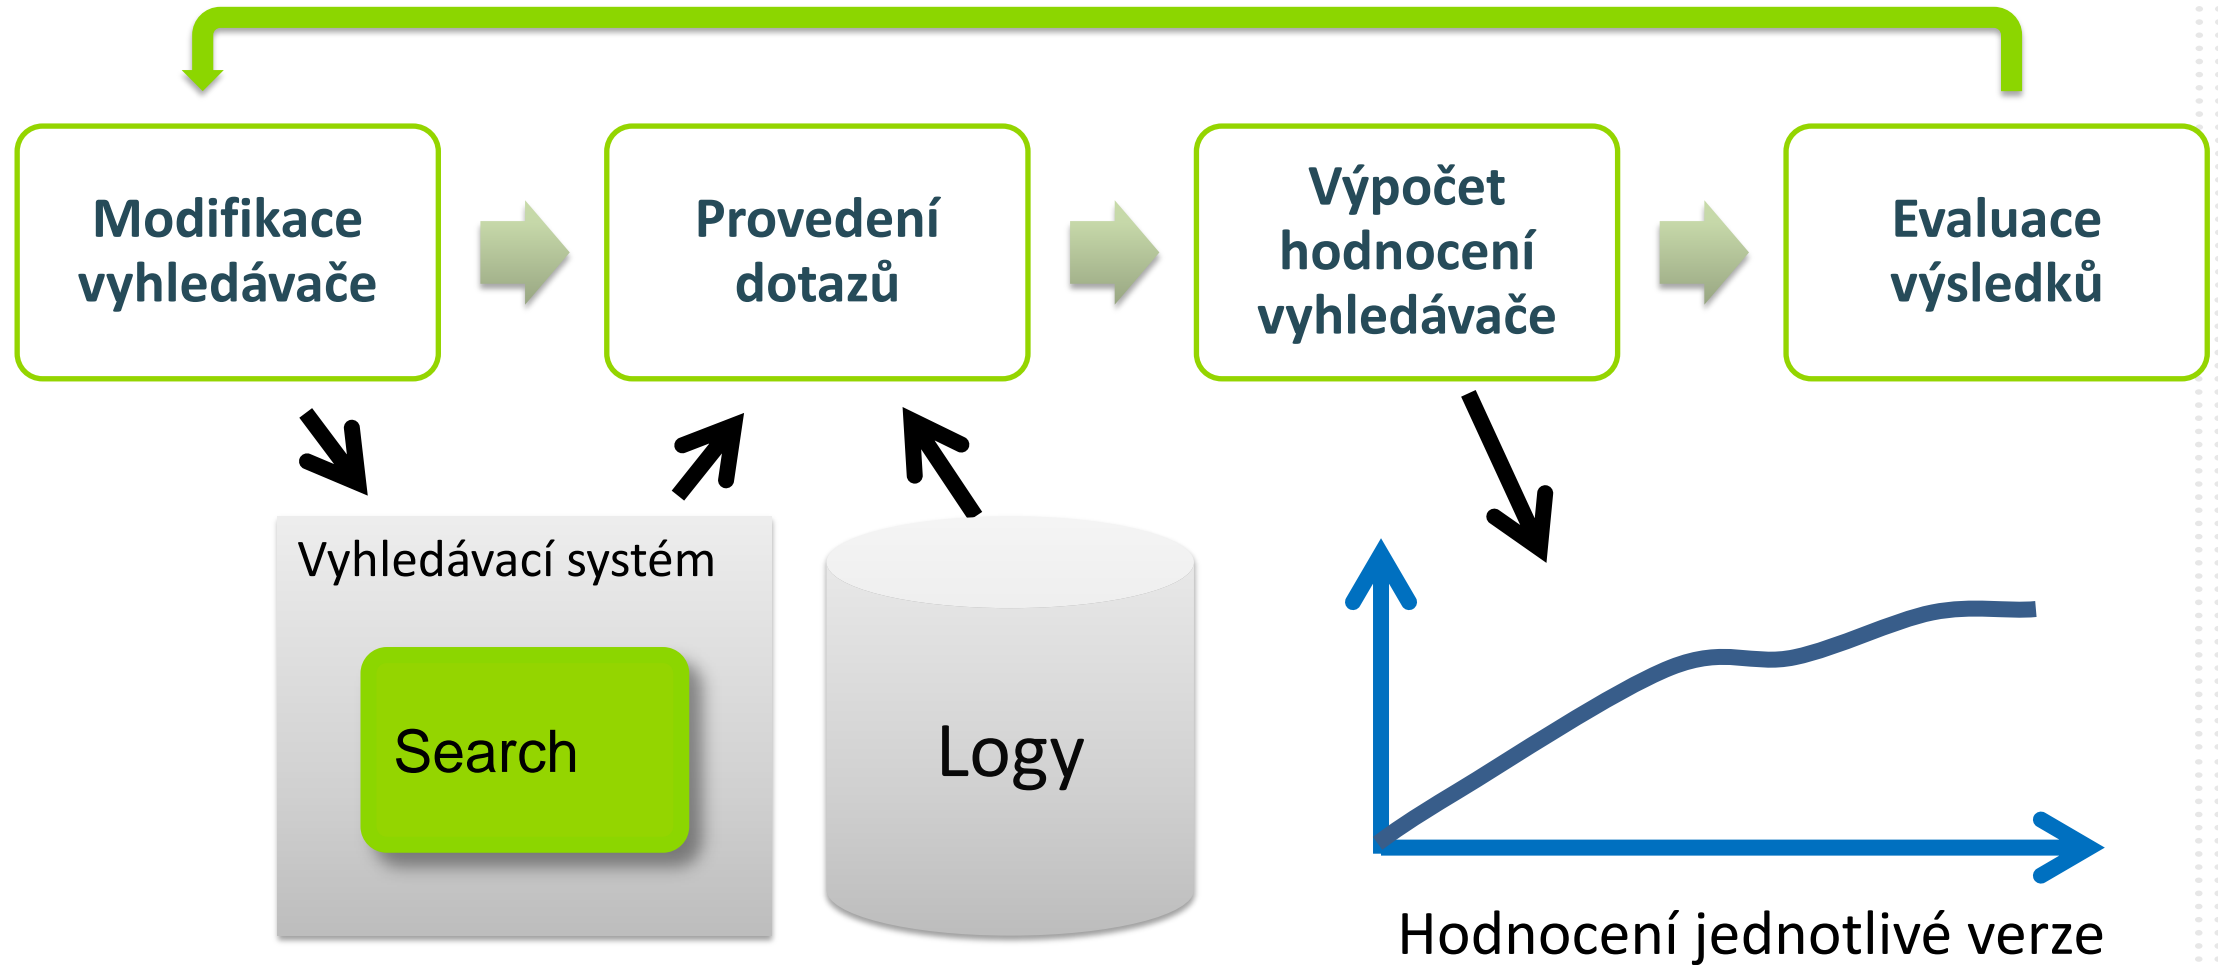 Modifikace
vyhledávače
Provedení
dotazů
Výpočet
hodnocení
vyhledávače
Evaluace
výsledků
Vyhledávací systém
Search
Logy
Hodnocení jednotlivé verze